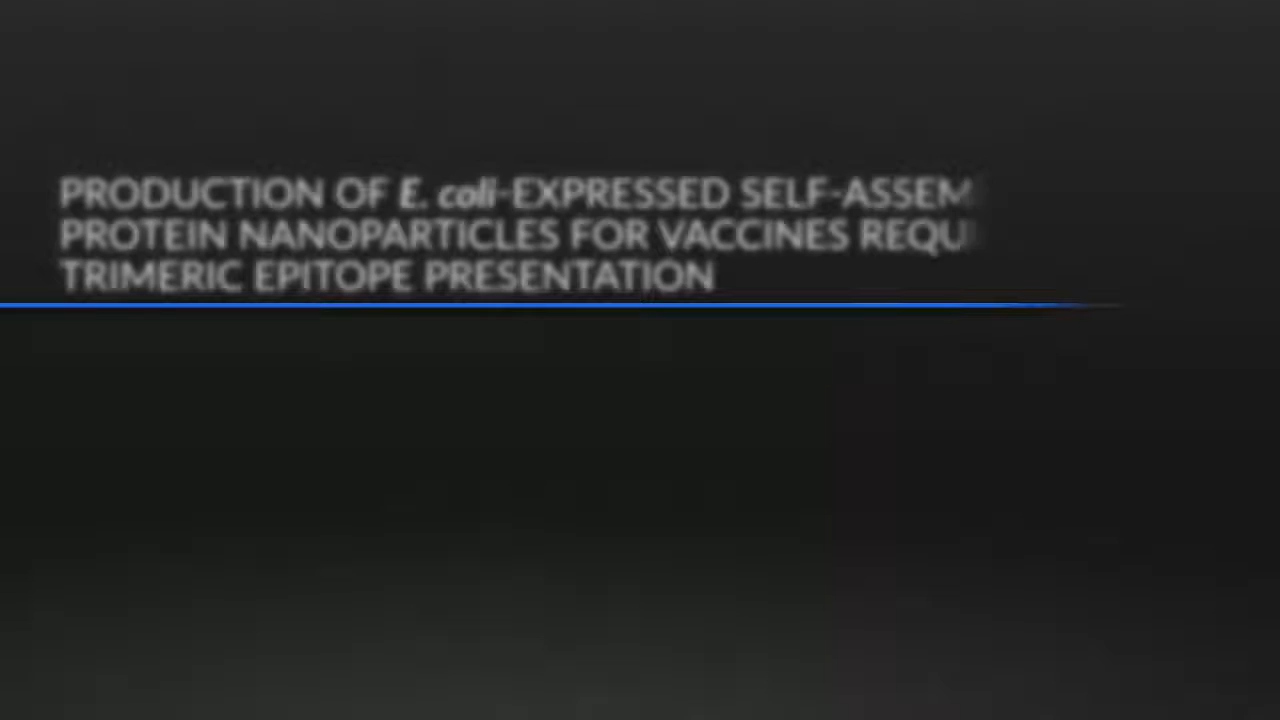 PRODUCTION OF E. coli-EXPRESSED SELF-ASSEM
PROTEIN NANOPARTICLES FOR VACCINES REQU
TRIMERIC EPITOPE PRESENTATION